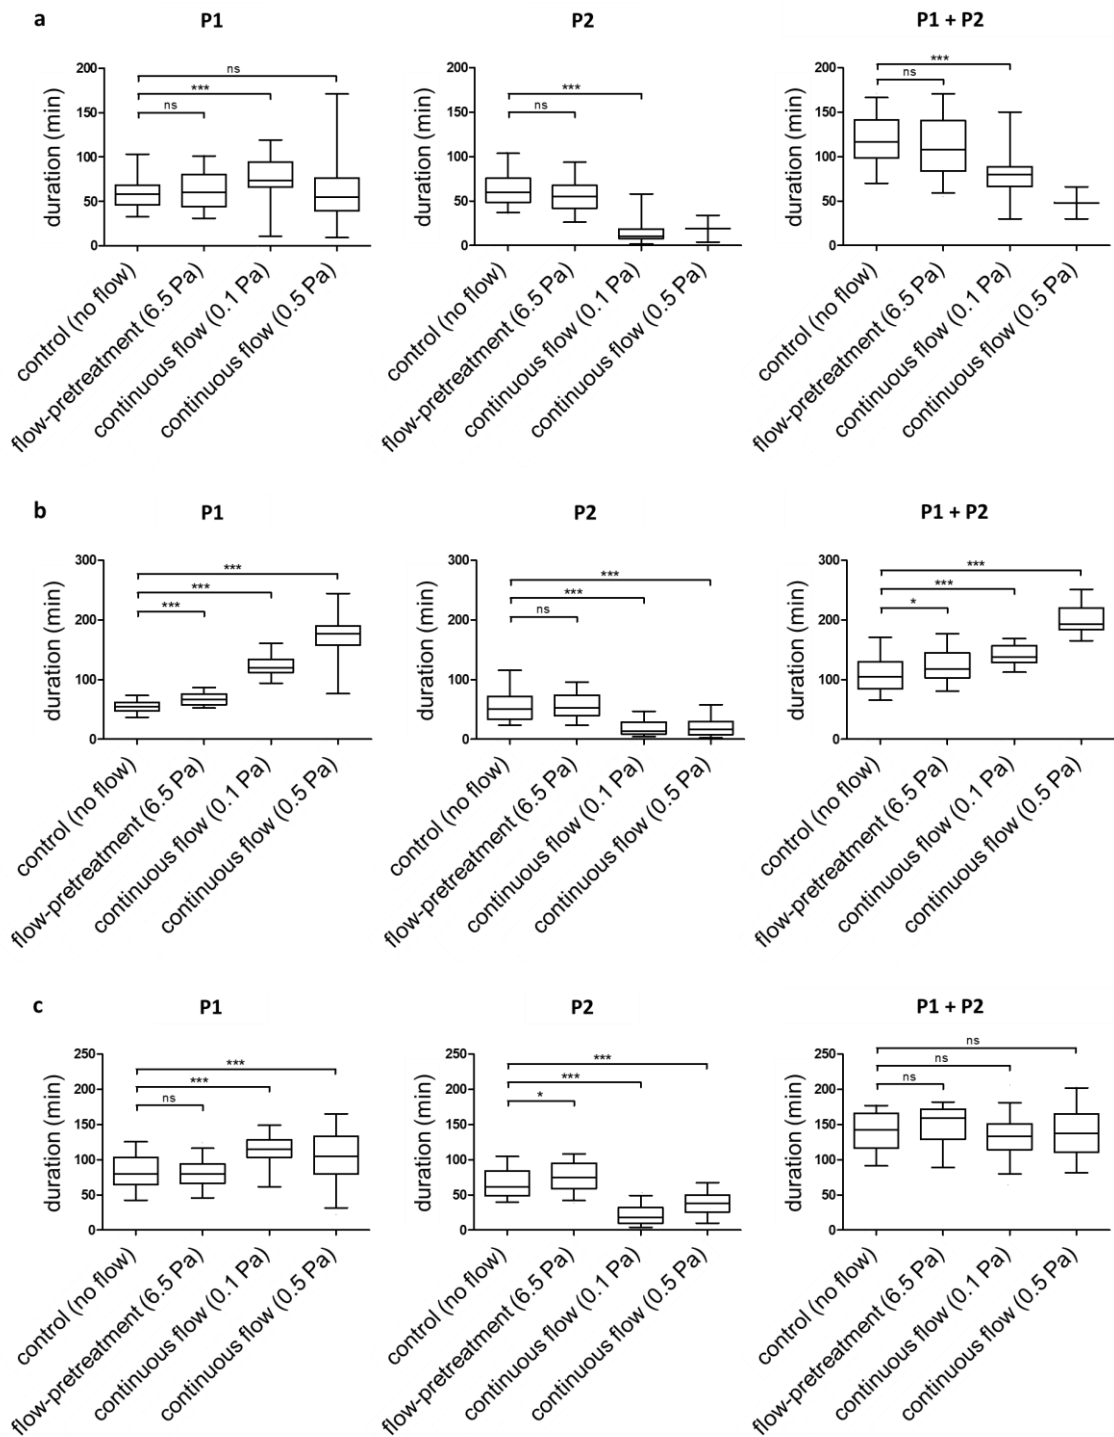 a
P1
P2
P1 + P2
duration (min)
200
150
100
50
0
ns
***
ns
control (no flow)
flow-pretreatment (6.5 Pa)
continuous flow (0.1 Pa)
continuous flow (0.5 Pa)
duration (min)
200
150
100
50
0
***
ns
control (no flow)
flow-pretreatment (6.5 Pa)
continuous flow (0.1 Pa)
continuous flow (0.5 Pa)
duration (min)
200
150
100
50
0
***
ns
control (no flow)
flow-pretreatment (6.5 Pa)
continuous flow (0.1 Pa)
continuous flow (0.5 Pa)
b
P1
P2
P1 + P2
duration (min)
300
200
100
0
***
***
***
control (no flow)
flow-pretreatment (6.5 Pa)
continuous flow (0.1 Pa)
continuous flow (0.5 Pa)
duration (min)
300
200
100
0
***
***
ns
control (no flow)
flow-pretreatment (6.5 Pa)
continuous flow (0.1 Pa)
continuous flow (0.5 Pa)
duration (min)
300
200
100
0
***
***
*
control (no flow)
flow-pretreatment (6.5 Pa)
continuous flow (0.1 Pa)
continuous flow (0.5 Pa)
c
P1
P2
P1 + P2
duration (min)
250
200
150
100
50
0
***
***
ns
control (no flow)
flow-pretreatment (6.5 Pa)
continuous flow (0.1 Pa)
continuous flow (0.5 Pa)
duration (min)
250
200
150
100
50
0
***
***
*
control (no flow)
flow-pretreatment (6.5 Pa)
continuous flow (0.1 Pa)
continuous flow (0.5 Pa)
duration (min)
250
200
150
100
50
0
ns
ns
ns
control (no flow)
flow-pretreatment (6.5 Pa)
continuous flow (0.1 Pa)
continuous flow (0.5 Pa)